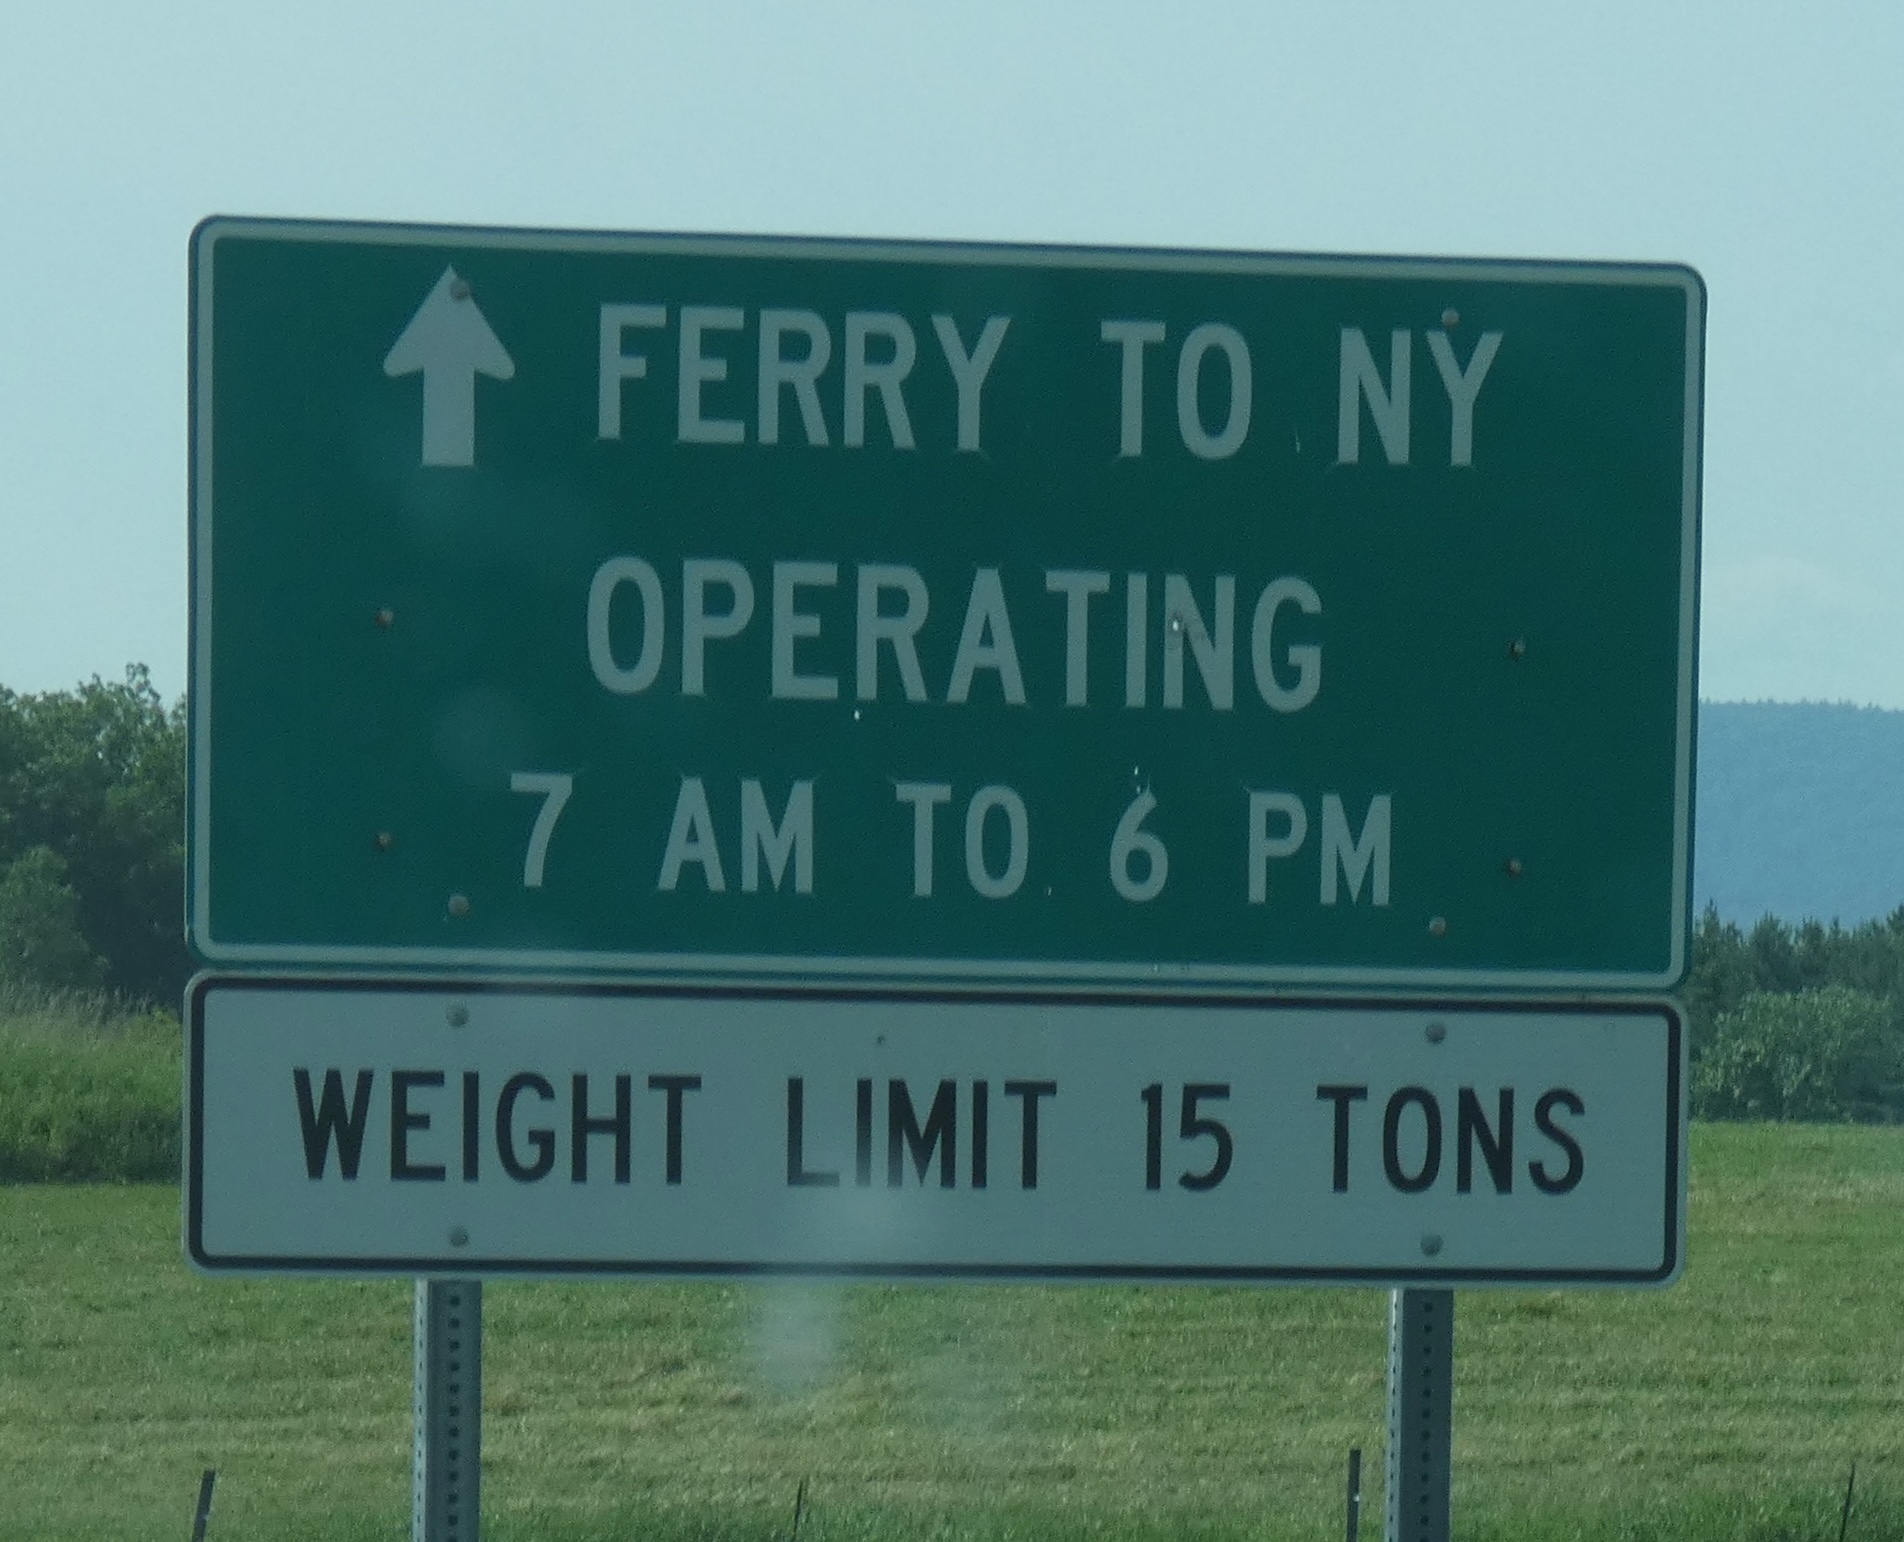 FERRY TO NY
OPERATING
7 AM TO 6 PM
WEIGHT LIMIT 15 TONS